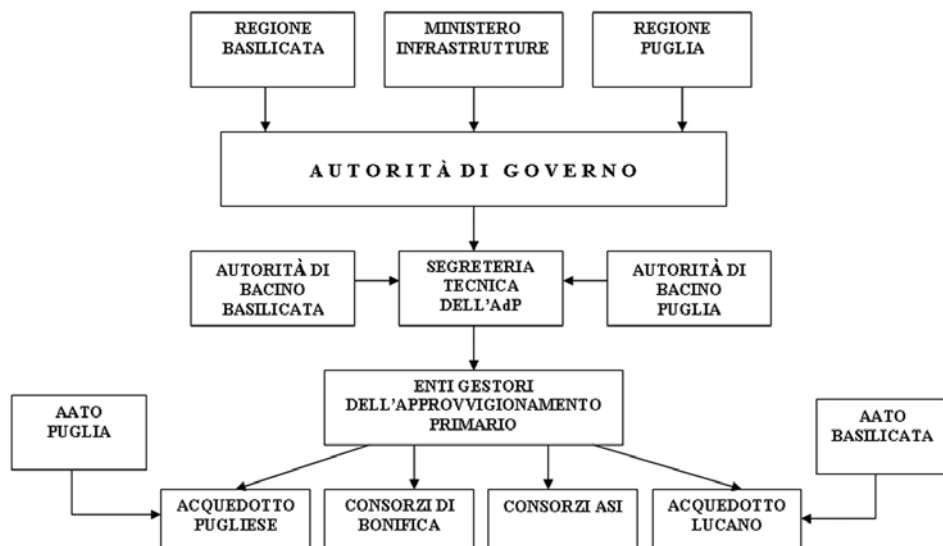 REGIONE
BASILICATA
MINISTERO
INFRASTRUTTURE
REGIONE
PUGLIA
AUTORITÀ DI GOVERNO
AUTORITÀ DI
BACINO
BASILICATA
SEGRETERIA
TECNICA
DELL'AdP
AUTORITÀ DI
BACINO
PUGLIA
ENTI GESTORI
DELL'APPROVVIGIONAMENTO
PRIMARIO
AATO
PUGLIA
AATO
BASILICATA
ACQUEDOTTO
PUGLIESE
CONSORZI DI
BONIFICA
CONSORZI ASI
ACQUEDOTTO
LUCANO